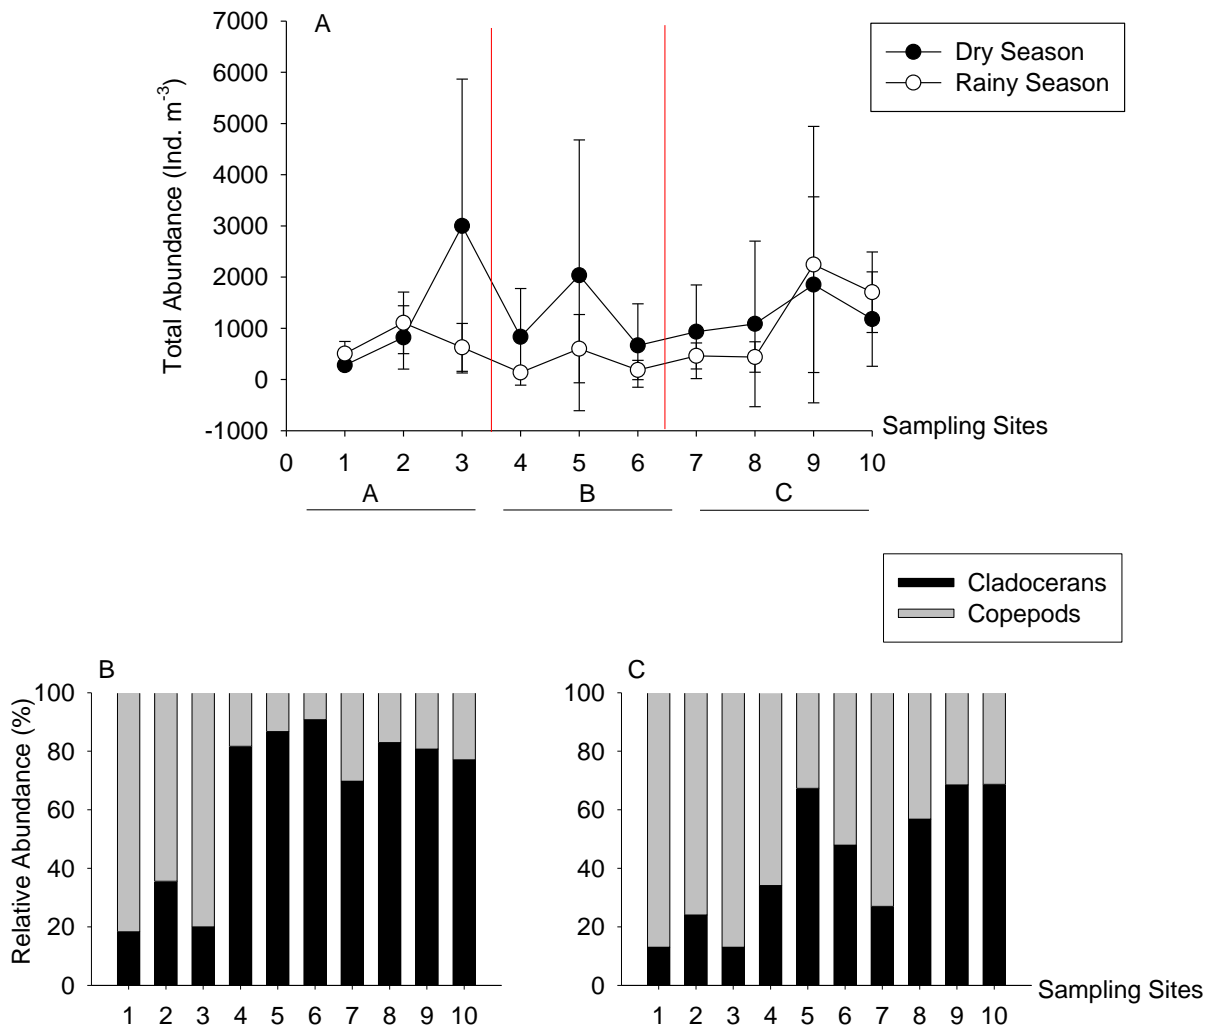 A
7000
6000
5000
4000
3000
2000
1000
0
-1000
Total Abundance (Ind. m⁻³)
Dry Season
Rainy Season
Sampling Sites
0 1 2 3 4 5 6 7 8 9 10
A B C
Cladocerans
Copepods
B
100
80
60
40
20
0
Relative Abundance (%)
1 2 3 4 5 6 7 8 9 10
C
100
80
60
40
20
0
Sampling Sites
1 2 3 4 5 6 7 8 9 10